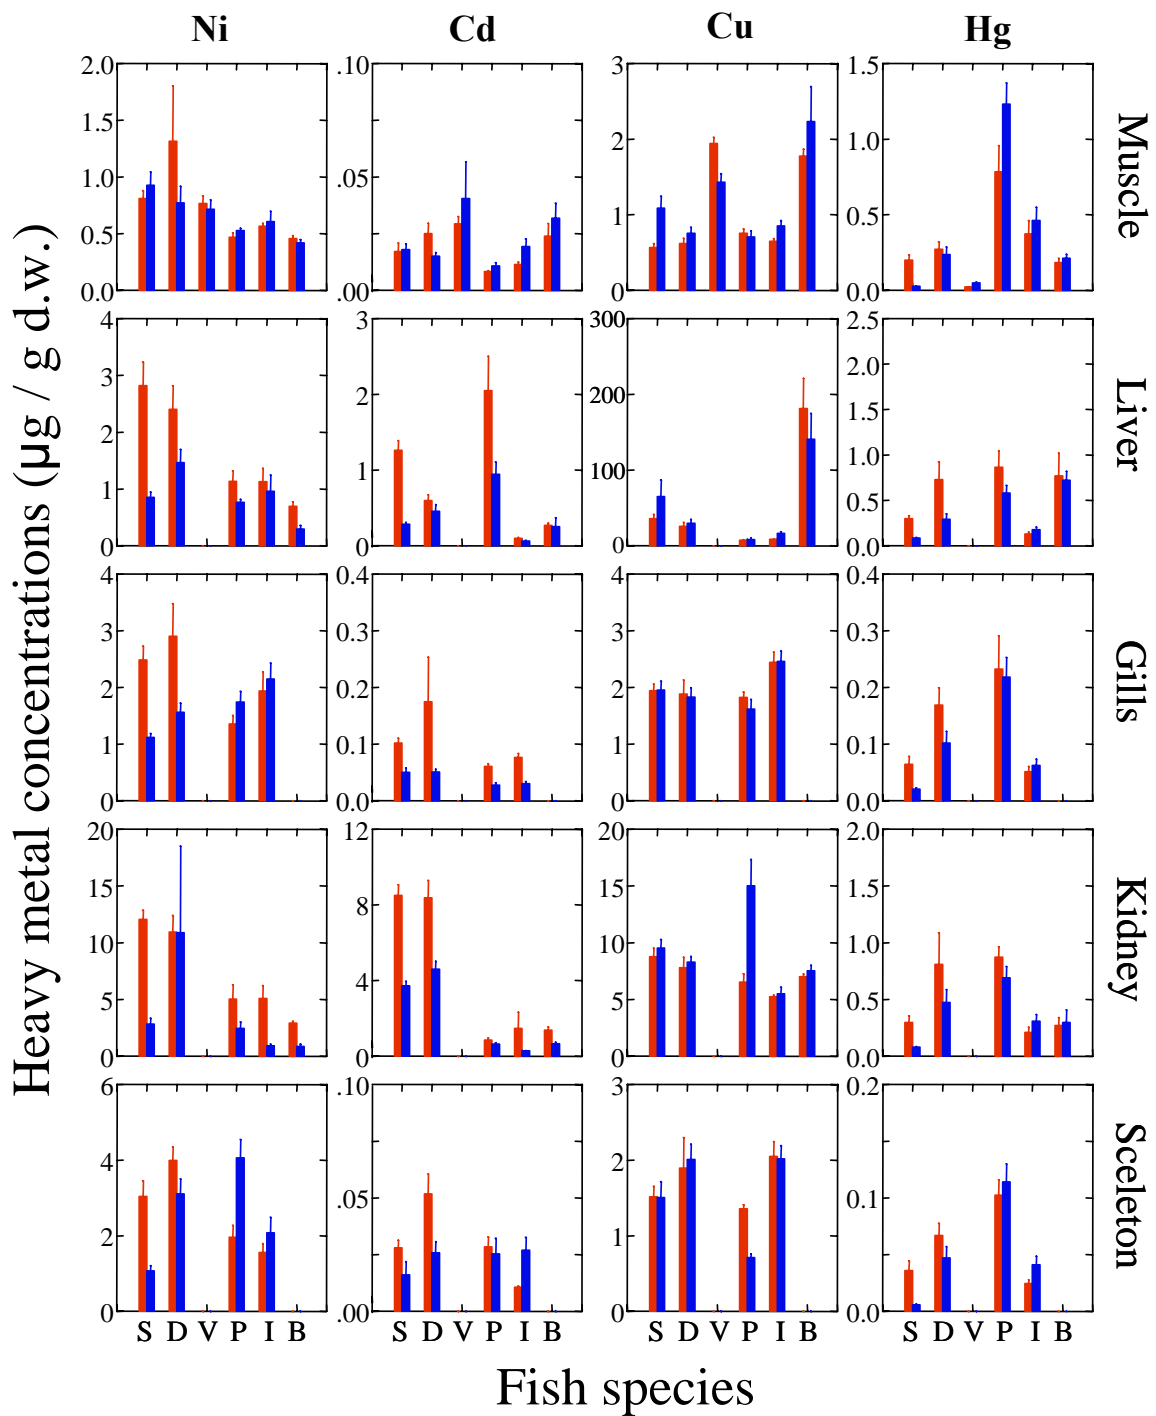 Ni Cd Cu Hg
Heavy metal concentrations (µg / g d.w.)
2.0 .10 3 1.5
1.5
2 1.0
1.0 .05
1 0.5
0.5
0.0 .00 0 0.0
Muscle
4 3 300 2.5
2.0
3
2 200 1.5
2
1.0
1 1 100
0.5
0 0 0 0.0
Liver
4 0.4 4 0.4
3 0.3 3 0.3
2 0.2 2 0.2
1 0.1 1 0.1
0 0.0 0 0.0
Gills
20 12 20 2.0
15 8 15 1.5
10 10 1.0
5 4 5 0.5
0 0 0 0.0
Kidney
6 .10 3 0.2
4 2
.05 0.1
2 1
0 .00 0 0.0
Sceleton
S D V P I B S D V P I B S D V P I B S D V P I B
Fish species